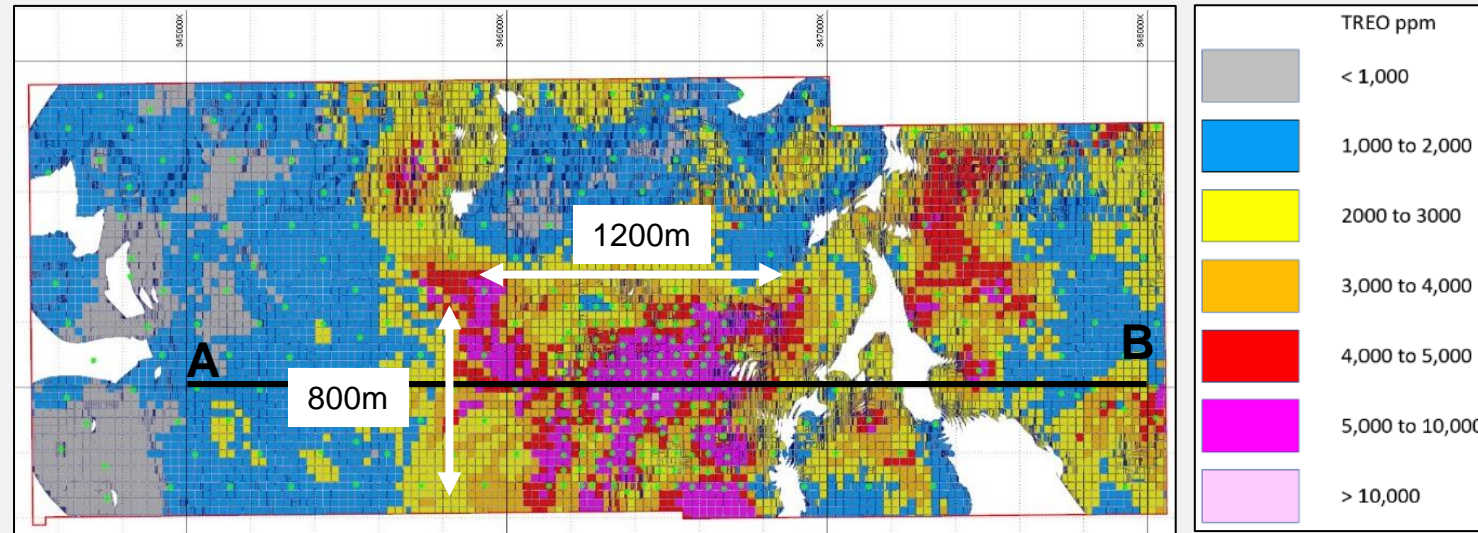 345000X
346000X
347000X
348000X
1200m
A
B
800m
TREO ppm
< 1,000
1,000 to 2,000
2000 to 3000
3,000 to 4,000
4,000 to 5,000
5,000 to 10,000
> 10,000